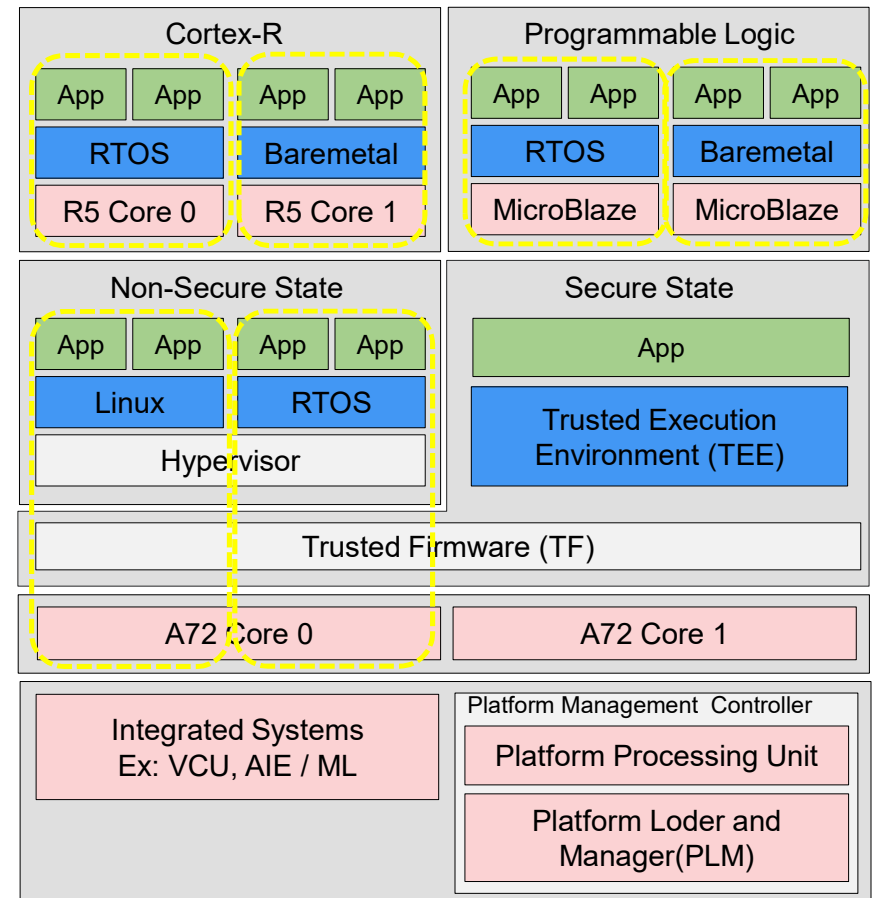 Cortex-R
App
App
App
App
RTOS
Baremetal
R5 Core 0
R5 Core 1
Programmable Logic
App
App
App
App
RTOS
Baremetal
MicroBlaze
MicroBlaze
Non-Secure State
App
App
App
App
Linux
RTOS
Hypervisor
Secure State
App
Trusted Execution
Environment (TEE)
Trusted Firmware (TF)
A72 Core 0
A72 Core 1
Integrated Systems
Ex: VCU, AIE / ML
Platform Management Controller
Platform Processing Unit
Platform Loder and
Manager(PLM)